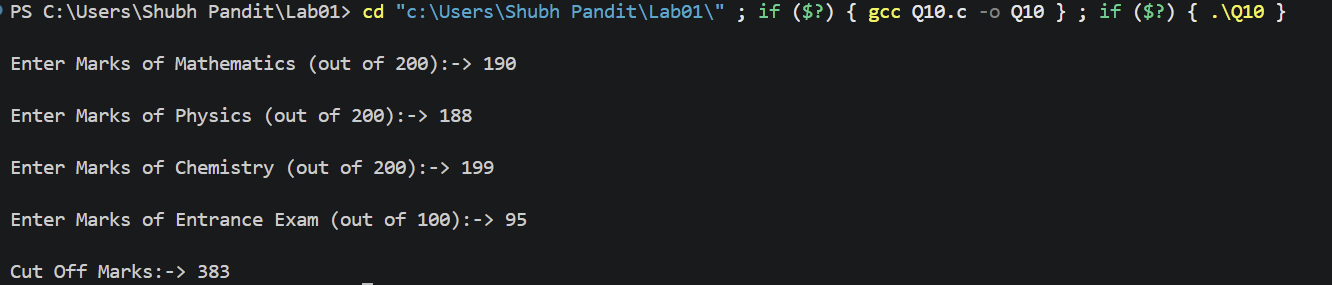 PS C:\Users\Shubh Pandit\Lab01> cd "c:\Users\Shubh Pandit\Lab01\" ; if ($?) { gcc Q10.c -o Q10 } ; if ($?) { .\Q10 }
Enter Marks of Mathematics (out of 200):-> 190
Enter Marks of Physics (out of 200):-> 188
Enter Marks of Chemistry (out of 200):-> 199
Enter Marks of Entrance Exam (out of 100):-> 95
Cut Off Marks:-> 383